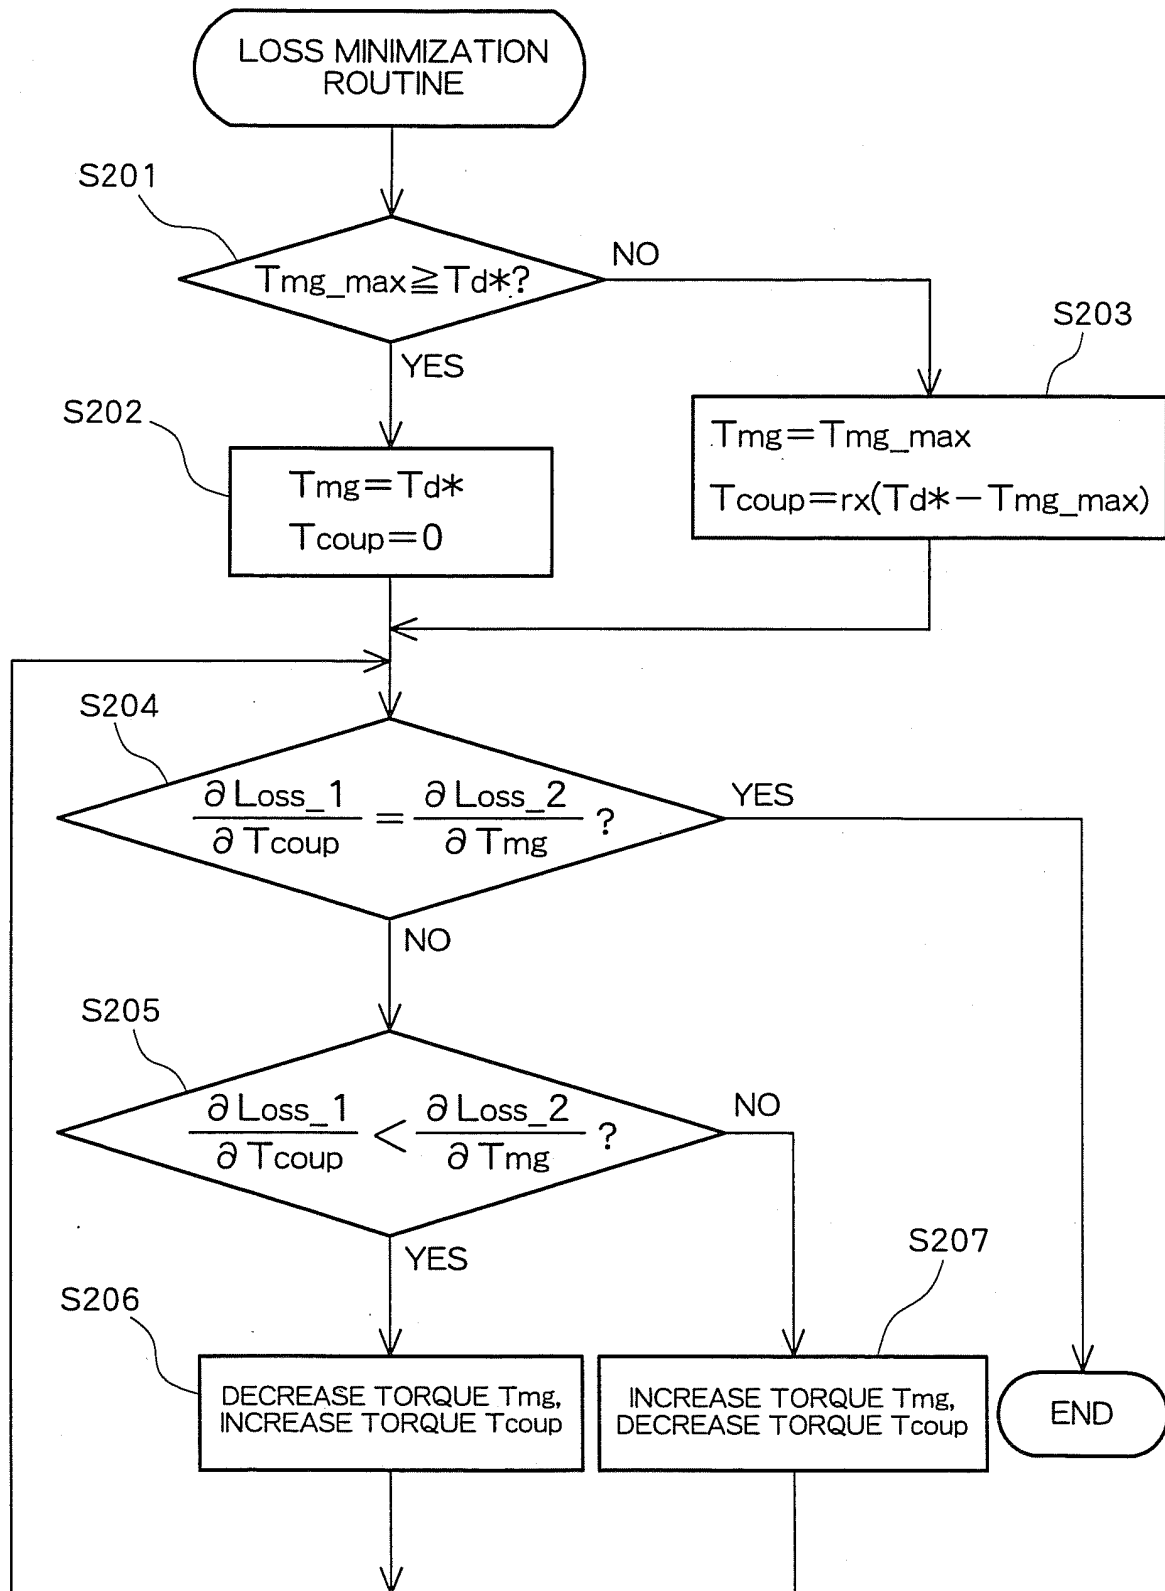 LOSS MINIMIZATION
ROUTINE
S201
Tmg_max≧Td*?
NO
YES
S203
Tmg=Tmg_max
Tcoup=rx(Td*-Tmg_max)
S202
Tmg=Td*
Tcoup=0
S204
∂Loss_1/∂Tcoup = ∂Loss_2/∂Tmg ?
YES
NO
S205
∂Loss_1/∂Tcoup < ∂Loss_2/∂Tmg ?
NO
YES
S207
S206
DECREASE TORQUE Tmg,
INCREASE TORQUE Tcoup
INCREASE TORQUE Tmg,
DECREASE TORQUE Tcoup
END